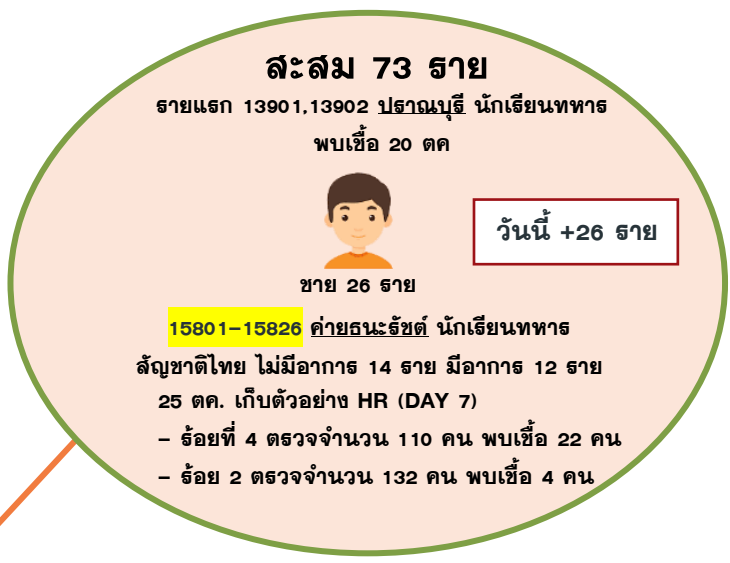 สะสม 73 ราย
รายแรก 13901,13902 ปราณบุรี นักเรียนทหาร
พบเชื้อ 20 ตค
วันนี้ +26 ราย
ชาย 26 ราย
15801–15826 ค่ายธนะรัชต์ นักเรียนทหาร
สัญชาติไทย ไม่มีอาการ 14 ราย มีอาการ 12 ราย
25 ตค. เก็บตัวอย่าง HR (DAY 7)
– ร้อยที่ 4 ตรวจจำนวน 110 คน พบเชื้อ 22 คน
– ร้อย 2 ตรวจจำนวน 132 คน พบเชื้อ 4 คน